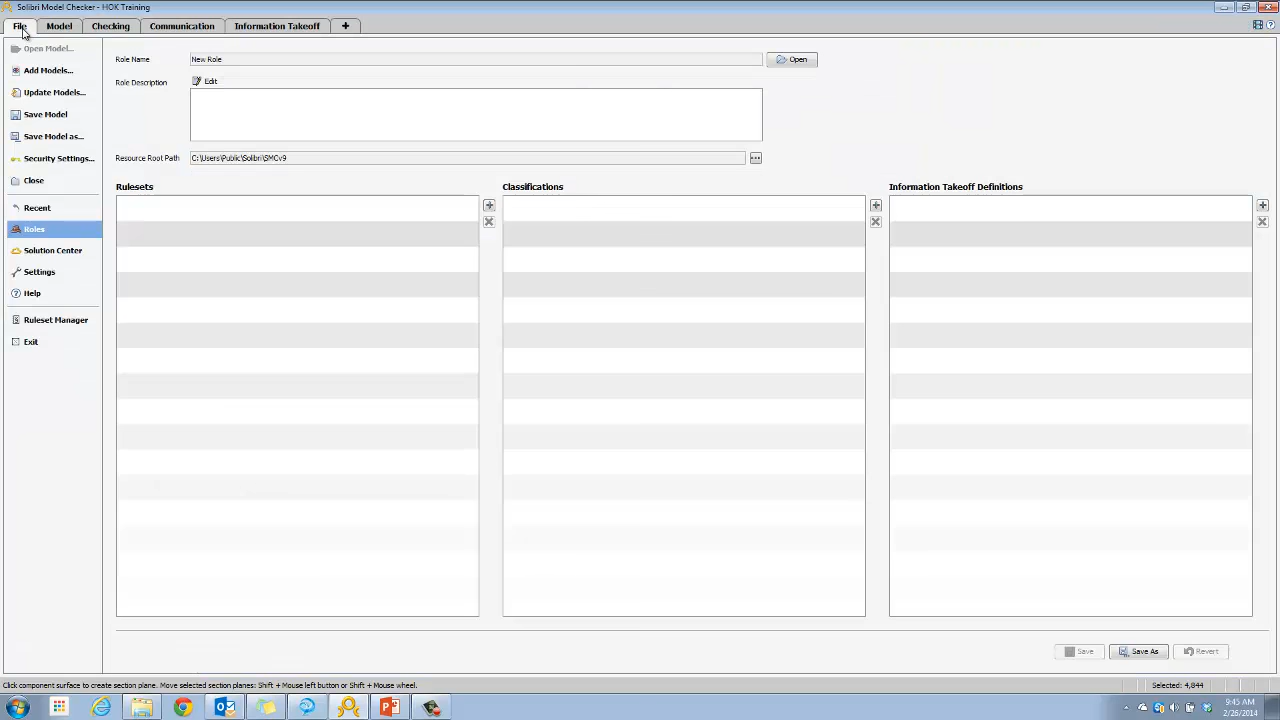 Solibri Model Checker - HOK Training
File
Model
Checking
Communication
Information Takeoff
Open Model...
Add Models...
Update Models...
Save Model
Save Model as...
Security Settings...
Close
Recent
Roles
Solution Center
Settings
Help
Ruleset Manager
Exit
Role Name
New Role
Open
Role Description
Edit
Resource Root Path
C:\Users\Public\Solibri\SMCv9
Rulesets
Classifications
Information Takeoff Definitions
Save
Save As
Revert
Click component surface to create section plane. Move selected section planes: Shift + Mouse left button or Shift + Mouse wheel.
Selected: 4,844
9:45 AM
2/26/2014